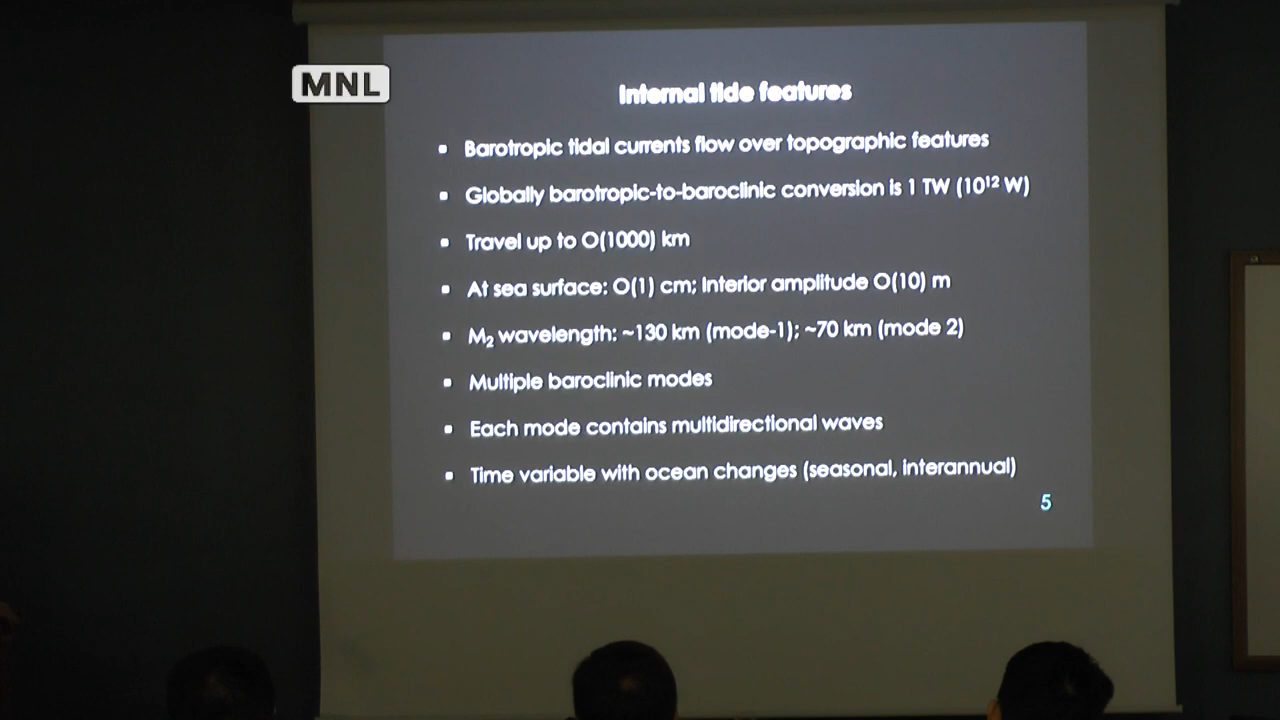 MNL
Internal tide features
▪ Barotropic tidal currents flow over topographic features
▪ Globally barotropic-to-baroclinic conversion is 1 TW (10¹² W)
▪ Travel up to O(1000) km
▪ At sea surface: O(1) cm; Interior amplitude O(10) m
▪ M₂ wavelength: ~130 km (mode-1); ~70 km (mode 2)
▪ Multiple baroclinic modes
▪ Each mode contains multidirectional waves
▪ Time variable with ocean changes (seasonal, interannual)
5